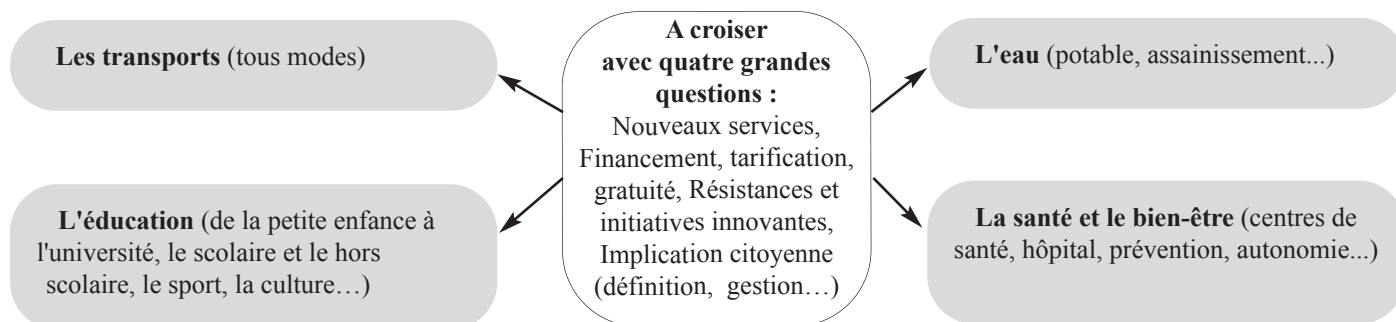 Les transports (tous modes)
L'éducation (de la petite enfance à
l'université, le scolaire et le hors
scolaire, le sport, la culture…)
A croiser
avec quatre grandes
questions :
Nouveaux services,
Financement, tarification,
gratuité, Résistances et
initiatives innovantes,
Implication citoyenne
(définition, gestion…)
L'eau (potable, assainissement...)
La santé et le bien-être (centres de
santé, hôpital, prévention, autonomie...)